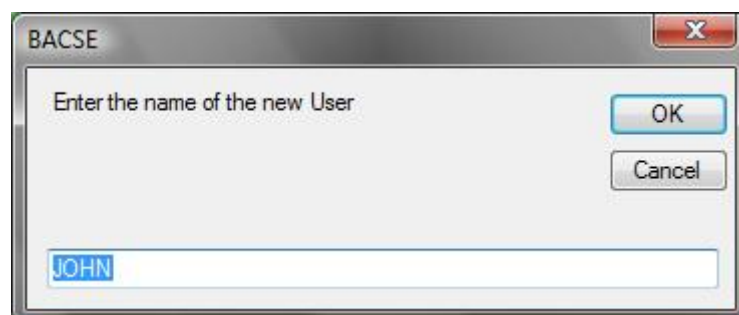 BACSE
Enter the name of the new User
OK
Cancel
JOHN